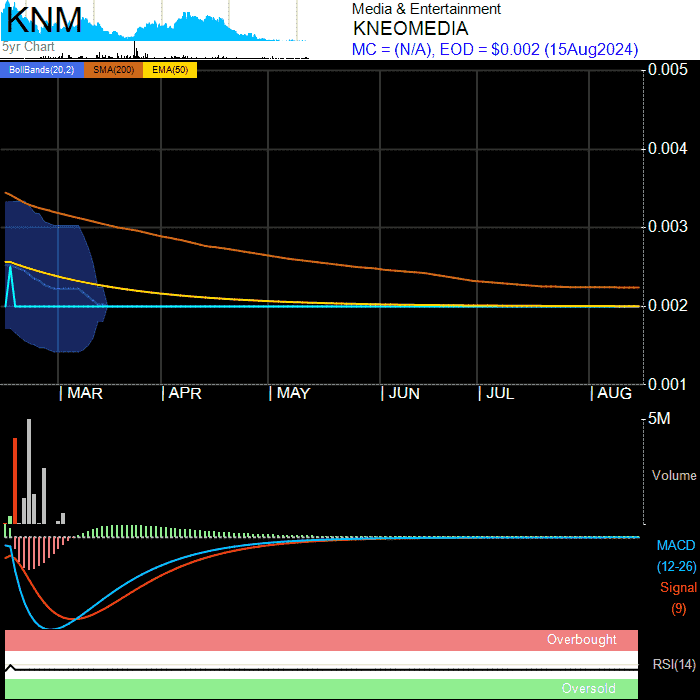 KNM
5yr Chart
Media & Entertainment
KNEOMEDIA
MC = (N/A), EOD = $0.002 (15Aug2024)
BollBands(20,2) SMA(200) EMA(50)
0.005
0.004
0.003
0.002
0.001
MAR APR MAY JUN JUL AUG
5M
Volume
MACD
(12-26)
Signal
(9)
Overbought
RSI(14)
Oversold